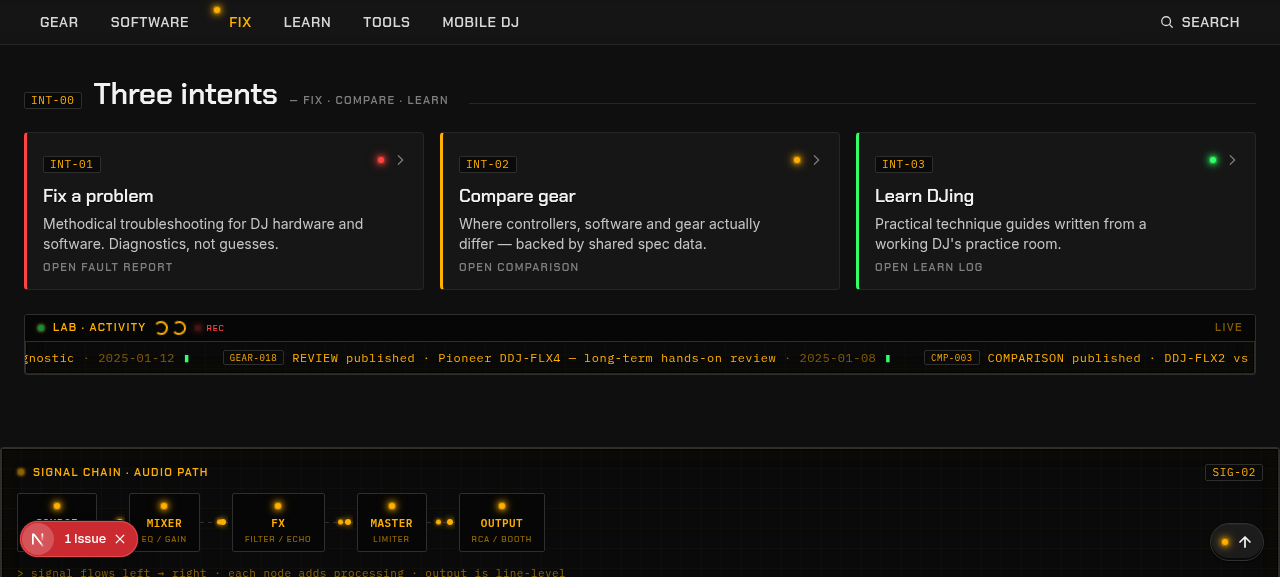 GEAR SOFTWARE FIX LEARN TOOLS MOBILE DJ SEARCH
INT-00 Three intents — FIX · COMPARE · LEARN
INT-01
Fix a problem
Methodical troubleshooting for DJ hardware and
software. Diagnostics, not guesses.
OPEN FAULT REPORT
INT-02
Compare gear
Where controllers, software and gear actually
differ — backed by shared spec data.
OPEN COMPARISON
INT-03
Learn DJing
Practical technique guides written from a
working DJ's practice room.
OPEN LEARN LOG
LAB · ACTIVITY REC LIVE
gnostic · 2025-01-12 GEAR-018 REVIEW published · Pioneer DDJ-FLX4 — long-term hands-on review · 2025-01-08 CMP-003 COMPARISON published · DDJ-FLX2 vs
SIGNAL CHAIN · AUDIO PATH SIG-02
MIXER
EQ / GAIN
FX
FILTER / ECHO
MASTER
LIMITER
OUTPUT
RCA / BOOTH
N 1 Issue
> signal flows left → right · each node adds processing · output is line-level